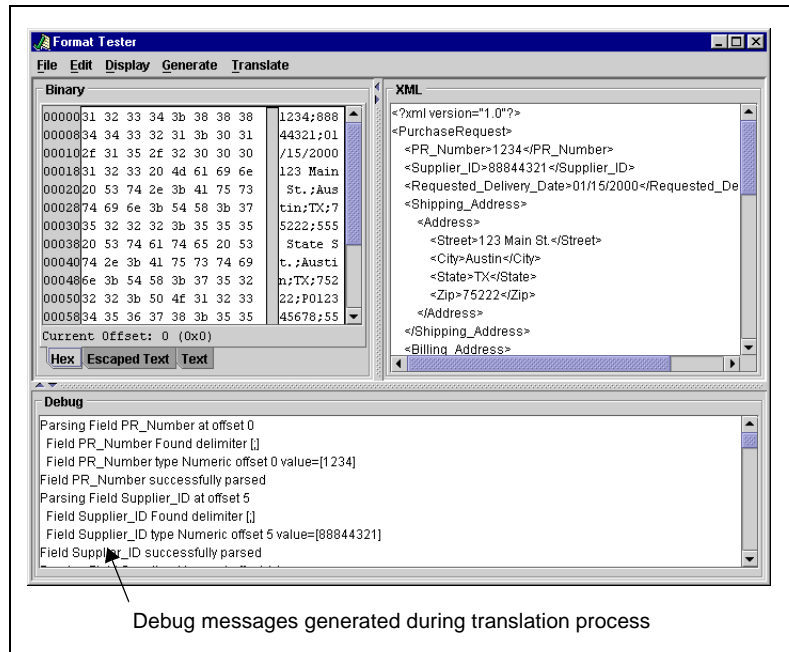 Format Tester
File Edit Display Generate Translate
Binary
00000 31 32 33 34 3b 38 38 38 1234;888
00008 34 34 33 32 31 3b 30 31 44321;01
00010 2f 31 35 2f 32 30 30 30 /15/2000
00018 31 32 33 20 4d 61 69 6e 123 Main
00020 20 53 74 2e 3b 41 75 73 St.;Aus
00028 74 69 6e 3b 54 58 3b 37 tin;TX;7
00030 35 32 32 32 3b 35 35 35 5222;555
00038 20 53 74 61 74 65 20 53 State S
00040 74 2e 3b 41 75 73 74 69 t.;Austi
00048 6e 3b 54 58 3b 37 35 32 n;TX;752
00050 32 32 3b 50 4f 31 32 33 22;PO123
00058 34 35 36 37 38 3b 35 35 45678;55
Current Offset: 0 (0x0)
Hex Escaped Text Text
XML
<?xml version="1.0"?>
<PurchaseRequest>
<PR_Number>1234</PR_Number>
<Supplier_ID>88844321</Supplier_ID>
<Requested_Delivery_Date>01/15/2000</Requested_De
<Shipping_Address>
<Address>
<Street>123 Main St.</Street>
<City>Austin</City>
<State>TX</State>
<Zip>75222</Zip>
</Address>
</Shipping_Address>
<Billing_Address>
Debug
Parsing Field PR_Number at offset 0
Field PR_Number Found delimiter [;]
Field PR_Number type Numeric offset 0 value=[1234]
Field PR_Number successfully parsed
Parsing Field Supplier_ID at offset 5
Field Supplier_ID Found delimiter [;]
Field Supplier_ID type Numeric offset 5 value=[88844321]
Field Supplier_ID successfully parsed
Debug messages generated during translation process